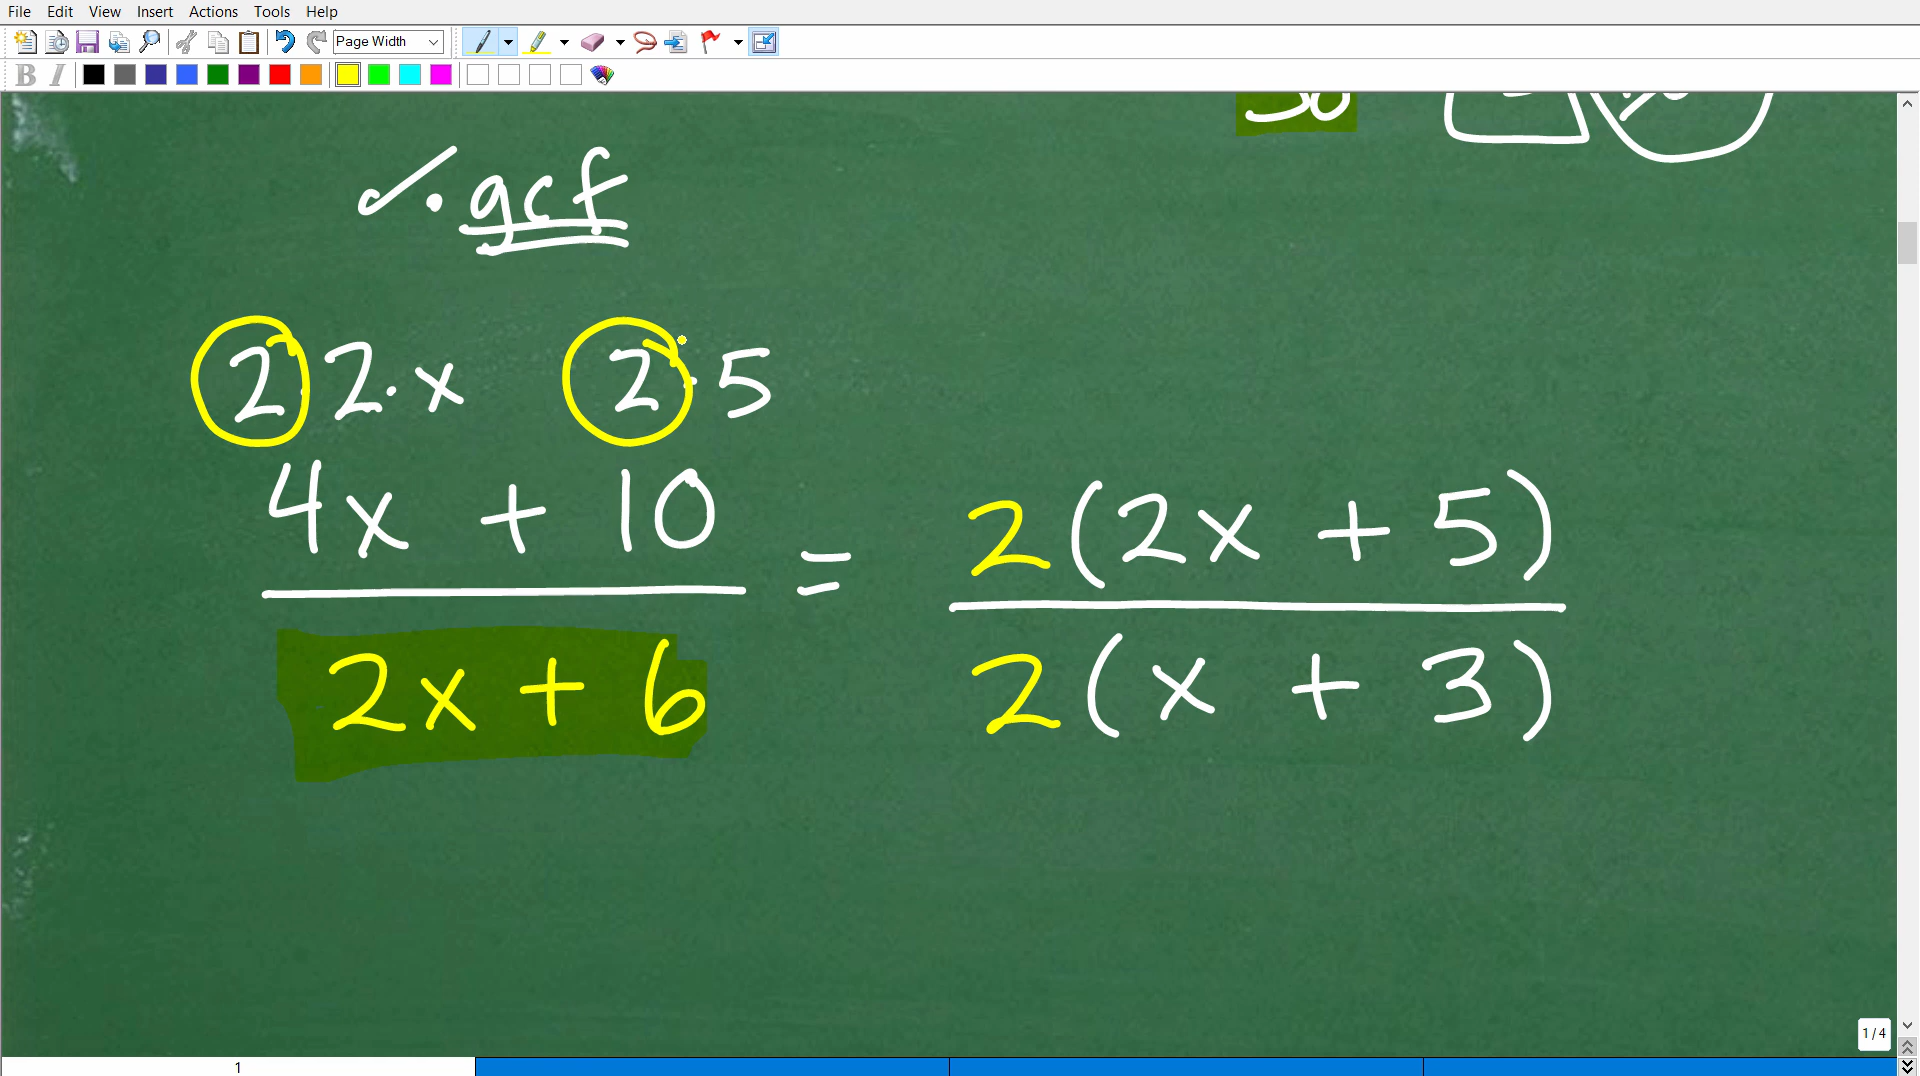 File Edit View Insert Actions Tools Help
Page Width
B I
gcf
2 2·x 2·5
4x + 10
2x + 6
=
2(2x + 5)
2(x + 3)
1/4
1